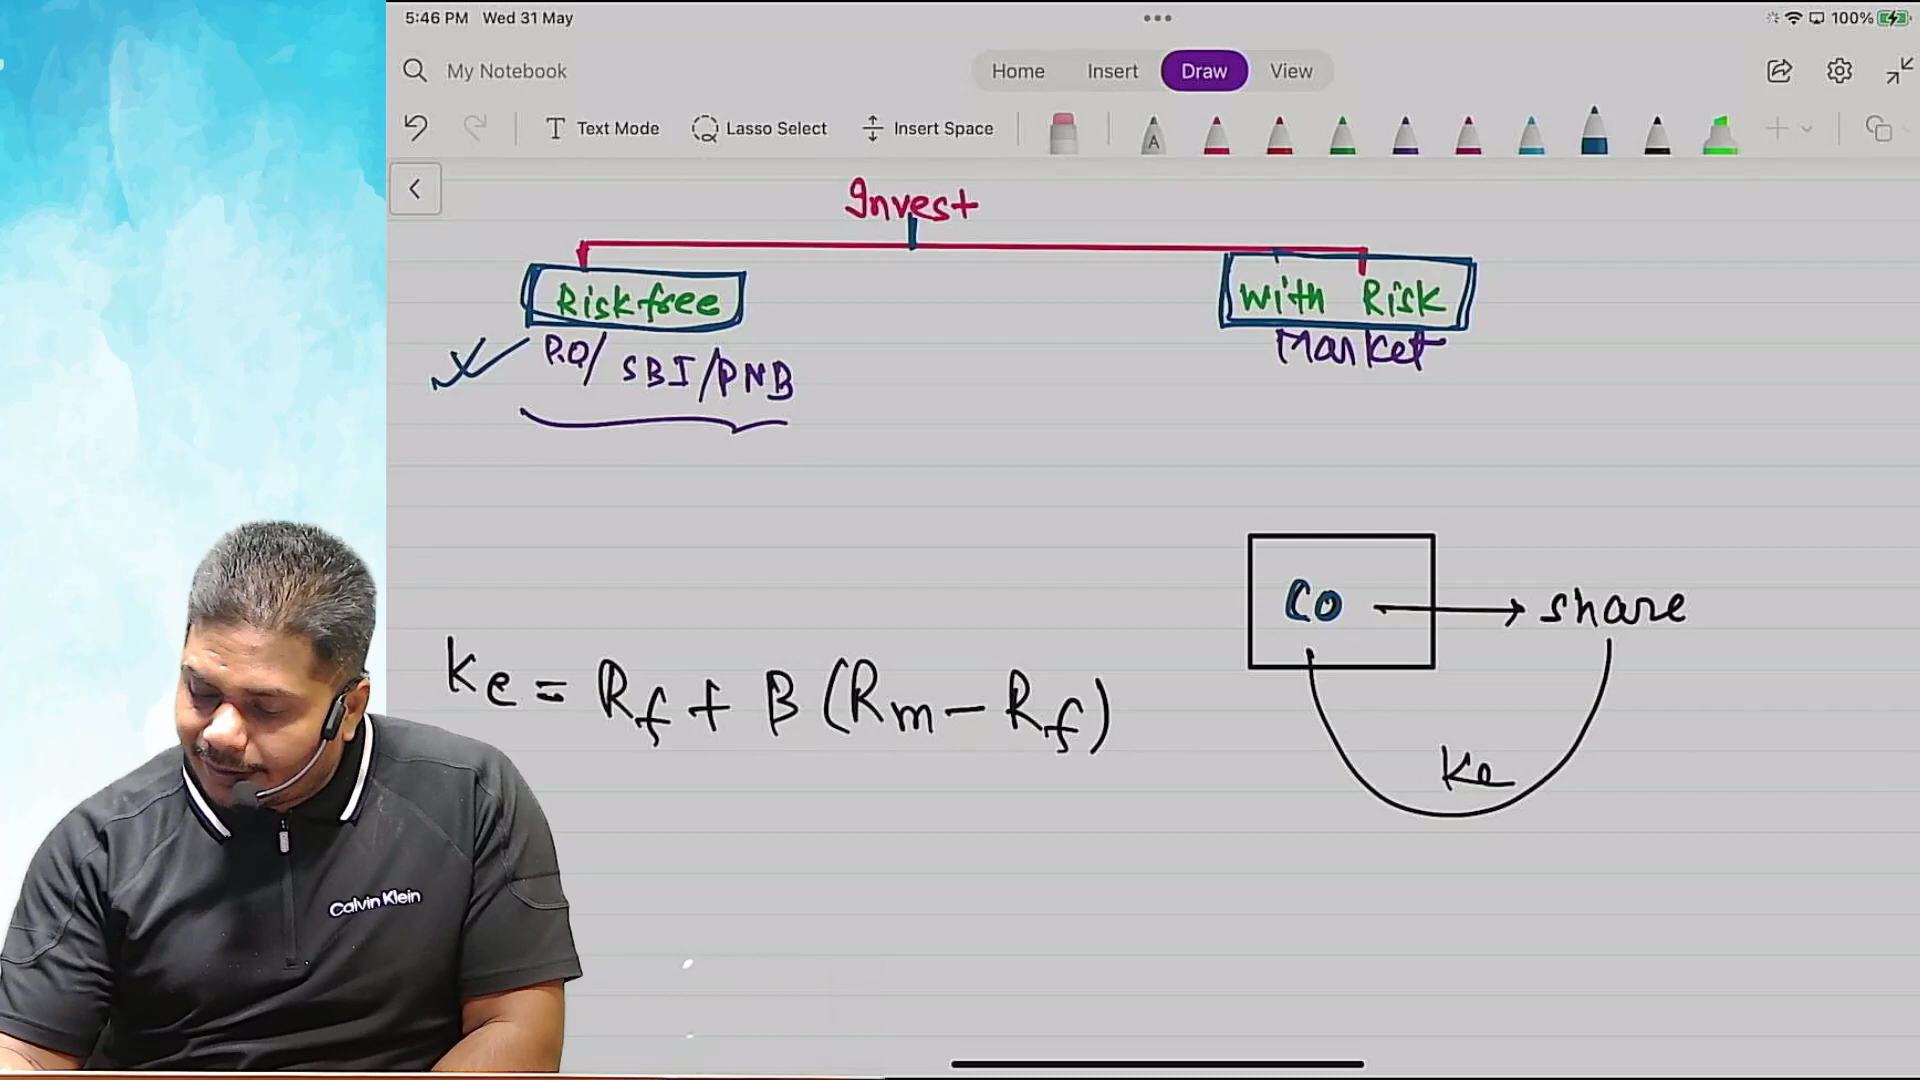 5:46 PM Wed 31 May
100%
My Notebook
Home Insert Draw View
Text Mode Lasso Select Insert Space
A
Invest
Risk free with Risk
P.O/ SBI/PNB Market
CO share
Ke = Rf + B (Rm - Rf)
Ke
Calvin Klein